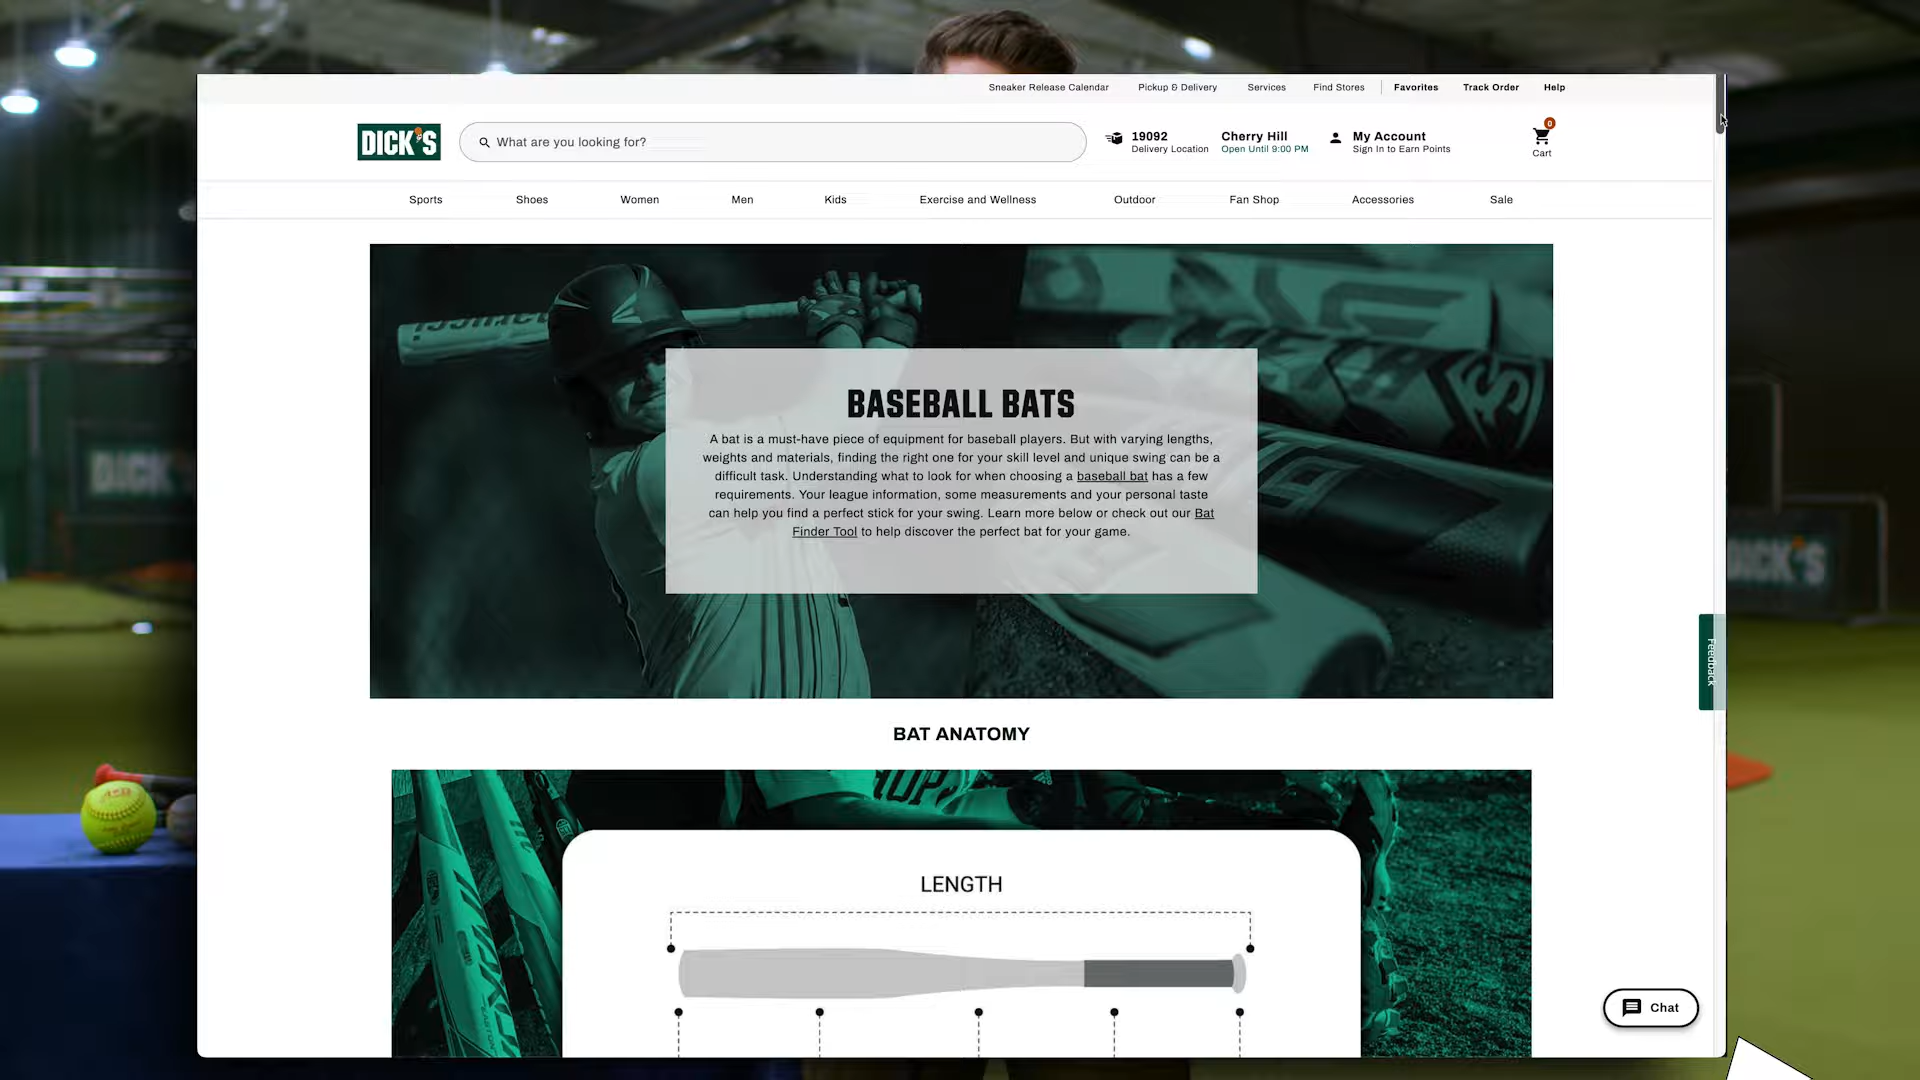 Sneaker Release Calendar Pickup & Delivery Services Find Stores Favorites Track Order Help
DICK'S
What are you looking for?
19092
Delivery Location
Cherry Hill
Open Until 9:00 PM
My Account
Sign In to Earn Points
0
Cart
Sports Shoes Women Men Kids Exercise and Wellness Outdoor Fan Shop Accessories Sale
BASEBALL BATS
A bat is a must-have piece of equipment for baseball players. But with varying lengths,
weights and materials, finding the right one for your skill level and unique swing can be a
difficult task. Understanding what to look for when choosing a baseball bat has a few
requirements. Your league information, some measurements and your personal taste
can help you find a perfect stick for your swing. Learn more below or check out our Bat
Finder Tool to help discover the perfect bat for your game.
DICK
DICK'S
Feedback
BAT ANATOMY
LENGTH
EASTON
Chat